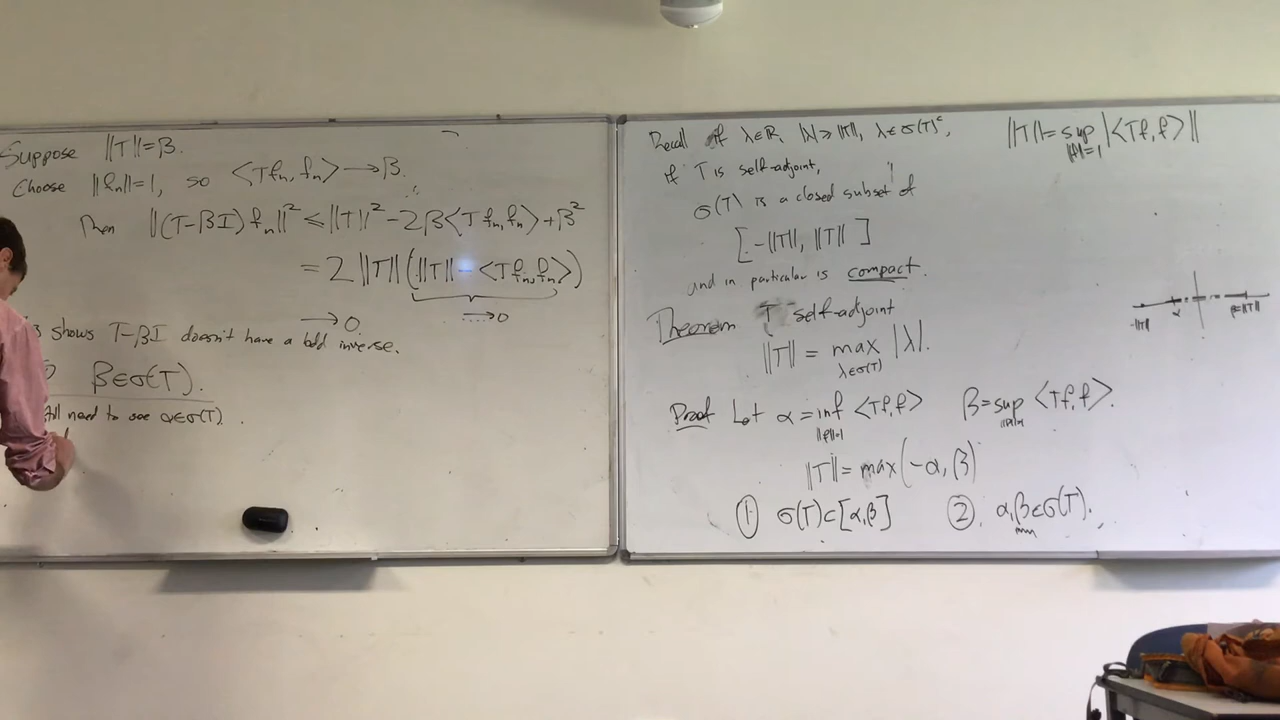 Suppose ||T|| = β.
Choose ||fₙ|| = 1, so ⟨Tfₙ, fₙ⟩ → β.
Then ||(T-βI)fₙ||² ≤ ||T||² - 2β⟨Tfₙ, fₙ⟩ + β²
= 2||T||(||T|| - ⟨Tfₙ, fₙ⟩)
→ 0
→ 0.
shows T-βI doesn't have a bdd inverse.
β ∈ σ(T).
still need to see α ∈ σ(T).
Recall if λ ∈ ℝ, |λ| > ||T||, λ ∈ σ(T)ᶜ,
if T is self-adjoint,
σ(T) is a closed subset of
[-||T||, ||T||]
and in particular is compact.
Theorem T self-adjoint
||T|| = max |λ|.
λ∈σ(T)
Proof Let α = inf ⟨Tf, f⟩ β = sup ⟨Tf, f⟩.
||f||=1 ||f||=1
||T|| = max(-α, β)
① σ(T) ⊂ [α, β] ② α, β ∈ σ(T).
||T|| = sup |⟨Tf, f⟩|
||f||=1
-||T|| α β=||T||